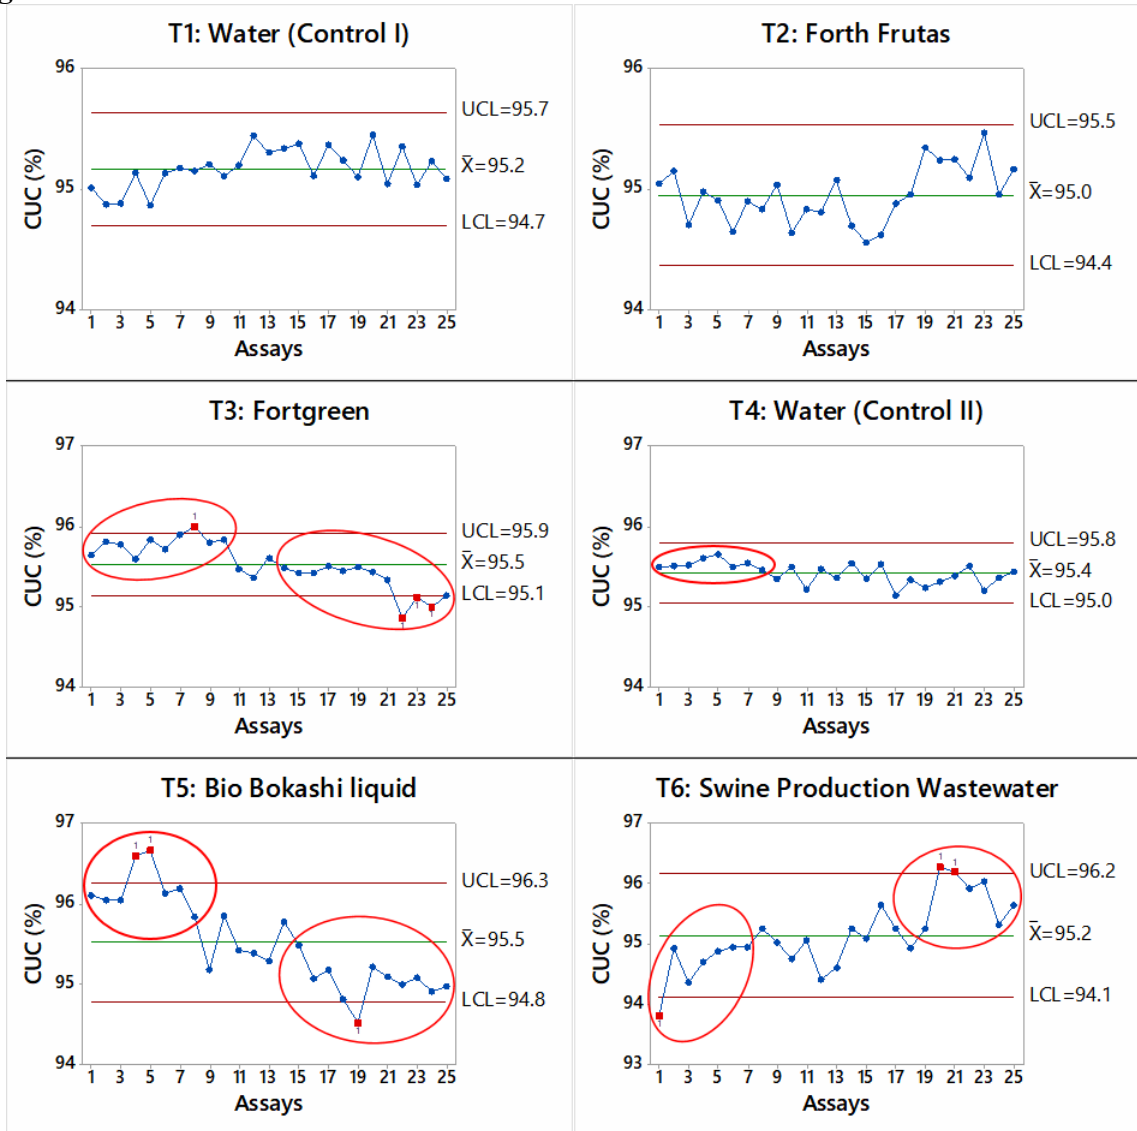 T1: Water (Control I)
96
95
94
CUC (%)
UCL=95.7
X̄=95.2
LCL=94.7
1 3 5 7 9 11 13 15 17 19 21 23 25
Assays
T2: Forth Frutas
96
95
94
CUC (%)
UCL=95.5
X̄=95.0
LCL=94.4
1 3 5 7 9 11 13 15 17 19 21 23 25
Assays
T3: Fortgreen
97
96
95
94
CUC (%)
1
1
1
1
UCL=95.9
X̄=95.5
LCL=95.1
1 3 5 7 9 11 13 15 17 19 21 23 25
Assays
T4: Water (Control II)
97
96
95
94
CUC (%)
UCL=95.8
X̄=95.4
LCL=95.0
1 3 5 7 9 11 13 15 17 19 21 23 25
Assays
T5: Bio Bokashi liquid
97
96
95
94
CUC (%)
1
1
1
UCL=96.3
X̄=95.5
LCL=94.8
1 3 5 7 9 11 13 15 17 19 21 23 25
Assays
T6: Swine Production Wastewater
97
96
95
94
93
CUC (%)
1
1
1
UCL=96.2
X̄=95.2
LCL=94.1
1 3 5 7 9 11 13 15 17 19 21 23 25
Assays